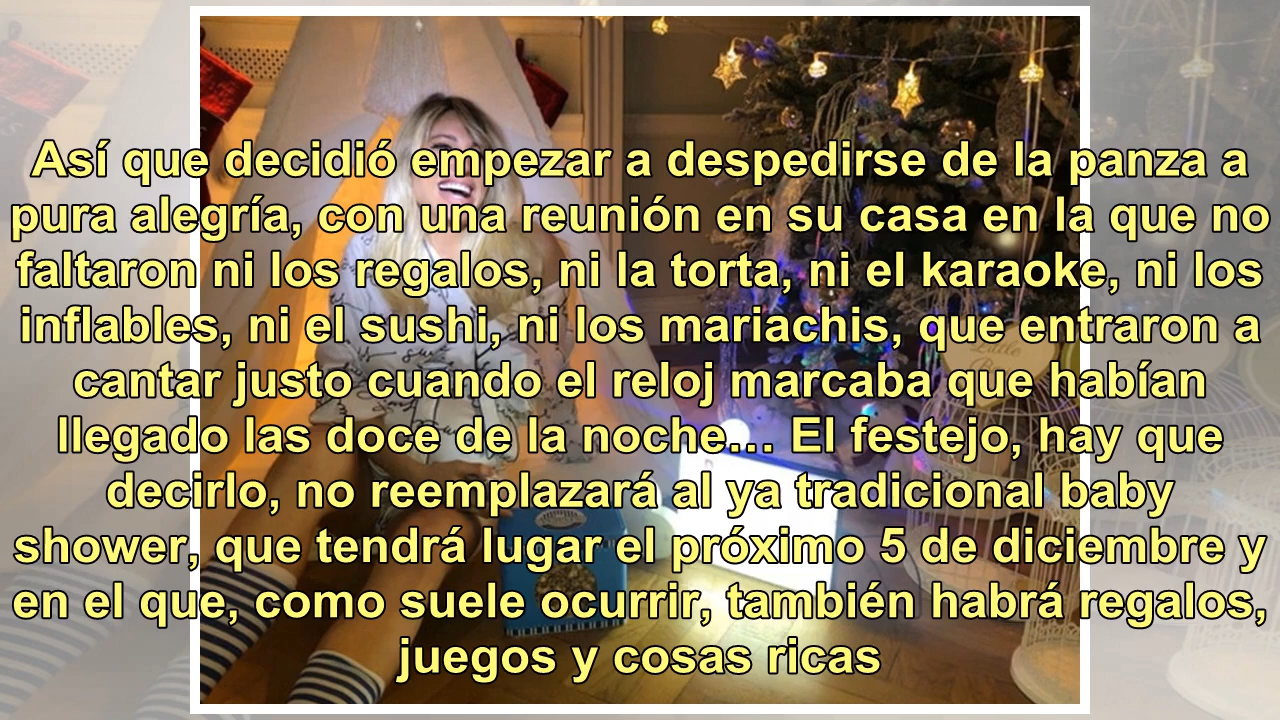 Así que decidió empezar a despedirse de la panza a
pura alegría, con una reunión en su casa en la que no
faltaron ni los regalos, ni la torta, ni el karaoke, ni los
inflables, ni el sushi, ni los mariachis, que entraron a
cantar justo cuando el reloj marcaba que habían
llegado las doce de la noche... El festejo, hay que
decirlo, no reemplazará al ya tradicional baby
shower, que tendrá lugar el próximo 5 de diciembre y
en el que, como suele ocurrir, también habrá regalos,
juegos y cosas ricas
Little